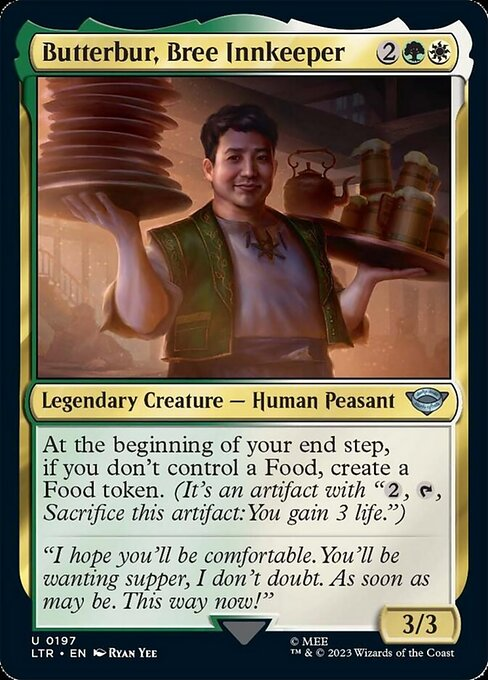 Butterbur, Bree Innkeeper 2
Legendary Creature — Human Peasant
At the beginning of your end step,
if you don't control a Food, create a
Food token. (It's an artifact with “2, ,
Sacrifice this artifact:You gain 3 life.”)
“I hope you'll be comfortable. You'll be
wanting supper, I don't doubt. As soon as
may be. This way now!”
3/3
U 0197
LTR • EN Ryan Yee
© MEE
™ & © 2023 Wizards of the Coast